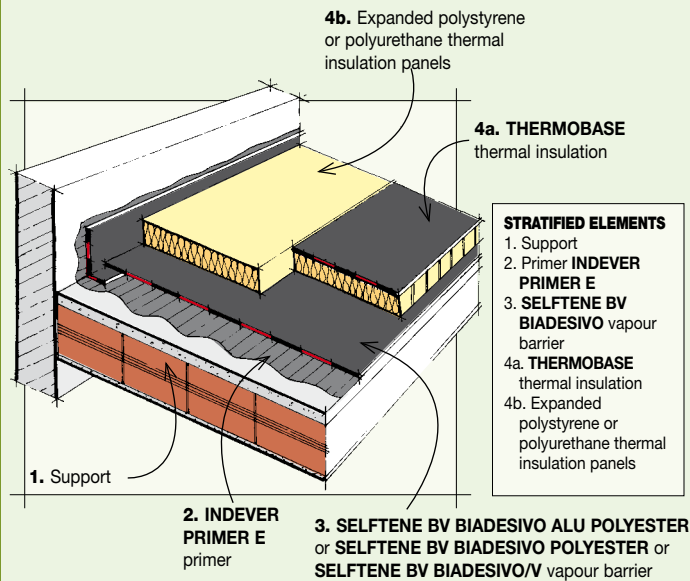 4b. Expanded polystyrene
or polyurethane thermal
insulation panels
4a. THERMOBASE
thermal insulation
STRATIFIED ELEMENTS
1. Support
2. Primer INDEVER
PRIMER E
3. SELFTENE BV
BIADESIVO vapour
barrier
4a. THERMOBASE
thermal insulation
4b. Expanded
polystyrene or
polyurethane thermal
insulation panels
1. Support
2. INDEVER
PRIMER E
primer
3. SELFTENE BV BIADESIVO ALU POLYESTER
or SELFTENE BV BIADESIVO POLYESTER or
SELFTENE BV BIADESIVO/V vapour barrier